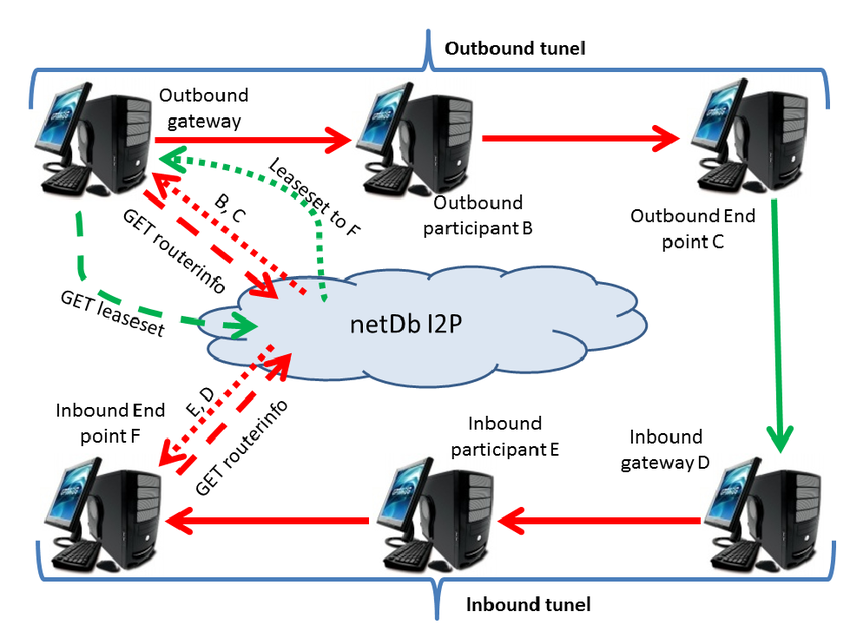 Outbound tunel
Outbound
gateway
Leaseset to F
B, C
GET routerinfo
Outbound
participant B
Outbound End
point C
GET leaseset
netDb I2P
E, D
GET routerinfo
Inbound End
point F
Inbound
participant E
Inbound
gateway D
Inbound tunel